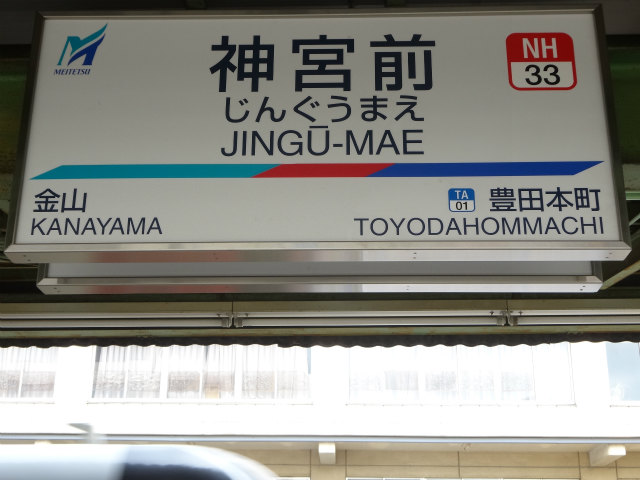 MEITETSU
神宮前
NH
33
じんぐうまえ
JINGŪ-MAE
金山
KANAYAMA
TA
01
豊田本町
TOYODAHOMMACHI